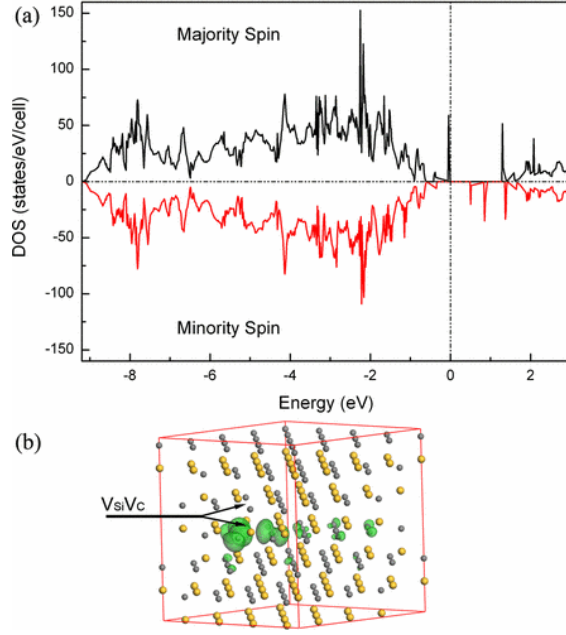 (a)
Majority Spin
Minority Spin
DOS (states/eV/cell)
150
100
50
0
-50
-100
-150
-8
-6
-4
-2
0
2
Energy (eV)
(b)
VSiVC